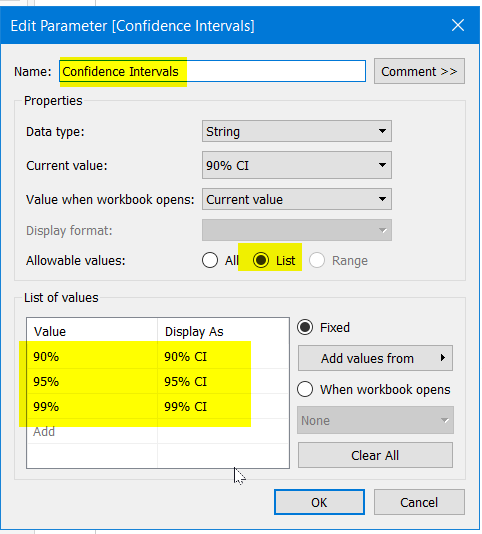 Edit Parameter [Confidence Intervals]
Name: Confidence Intervals Comment >>
Properties
Data type: String
Current value: 90% CI
Value when workbook opens: Current value
Display format:
Allowable values: All List Range
List of values
Value Display As
90% 90% CI
95% 95% CI
99% 99% CI
Add
Fixed
Add values from
When workbook opens
None
Clear All
OK Cancel